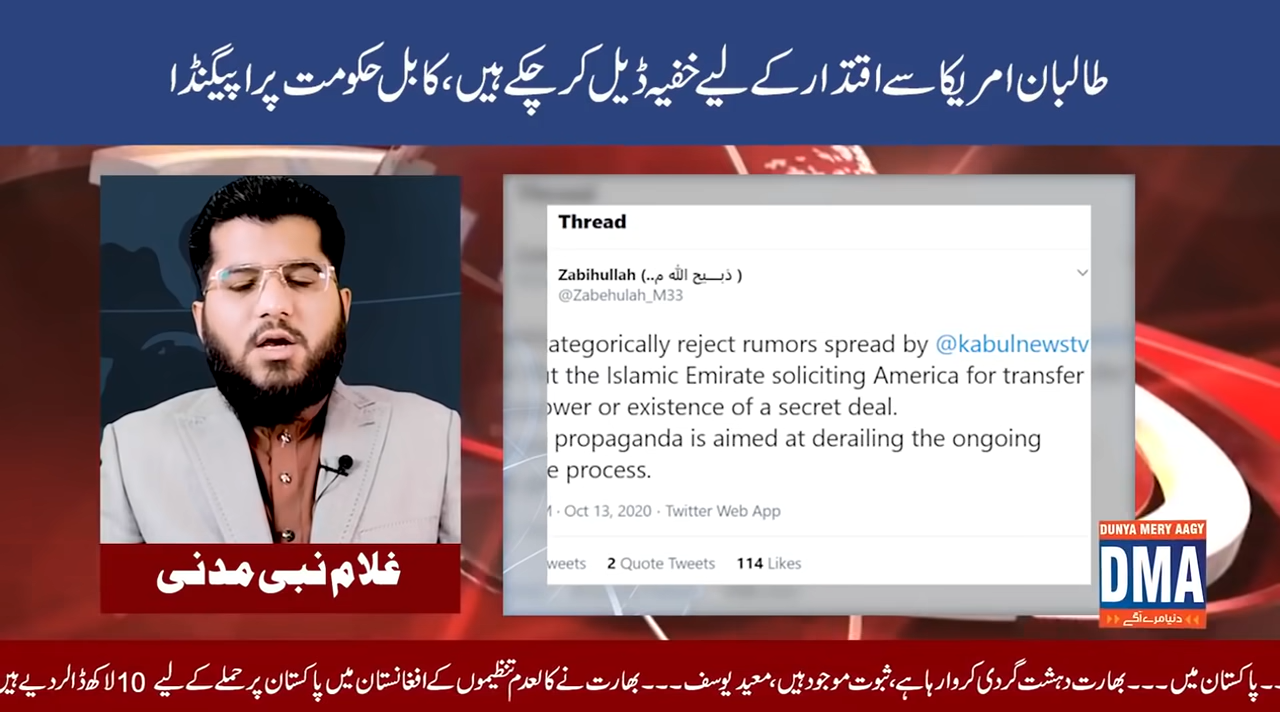 طالبان امریکا سے اقتدار کے لیے خفیہ ڈیل کر چکے ہیں، کابل حکومت پراپیگنڈا
Thread
Zabihullah (..ذبـــیح الله م )
@Zabehulah_M33
ategorically reject rumors spread by @kabulnewstv
t the Islamic Emirate soliciting America for transfer
ower or existence of a secret deal.
propaganda is aimed at derailing the ongoing
e process.
M · Oct 13, 2020 · Twitter Web App
weets 2 Quote Tweets 114 Likes
غلام نبی مدنی
DUNYA MERY AAGY
DMA
دنیا مرے آگے
۔۔پاکستان میں ۔۔۔ بھارت دہشت گردی کروا رہا ہے، ثبوت موجود ہیں، معید یوسف ۔۔۔ بھارت نے کالعدم تنظیموں کے افغانستان میں پاکستان پر حملے کے لیے 10 لاکھ ڈالر دیے ہیں